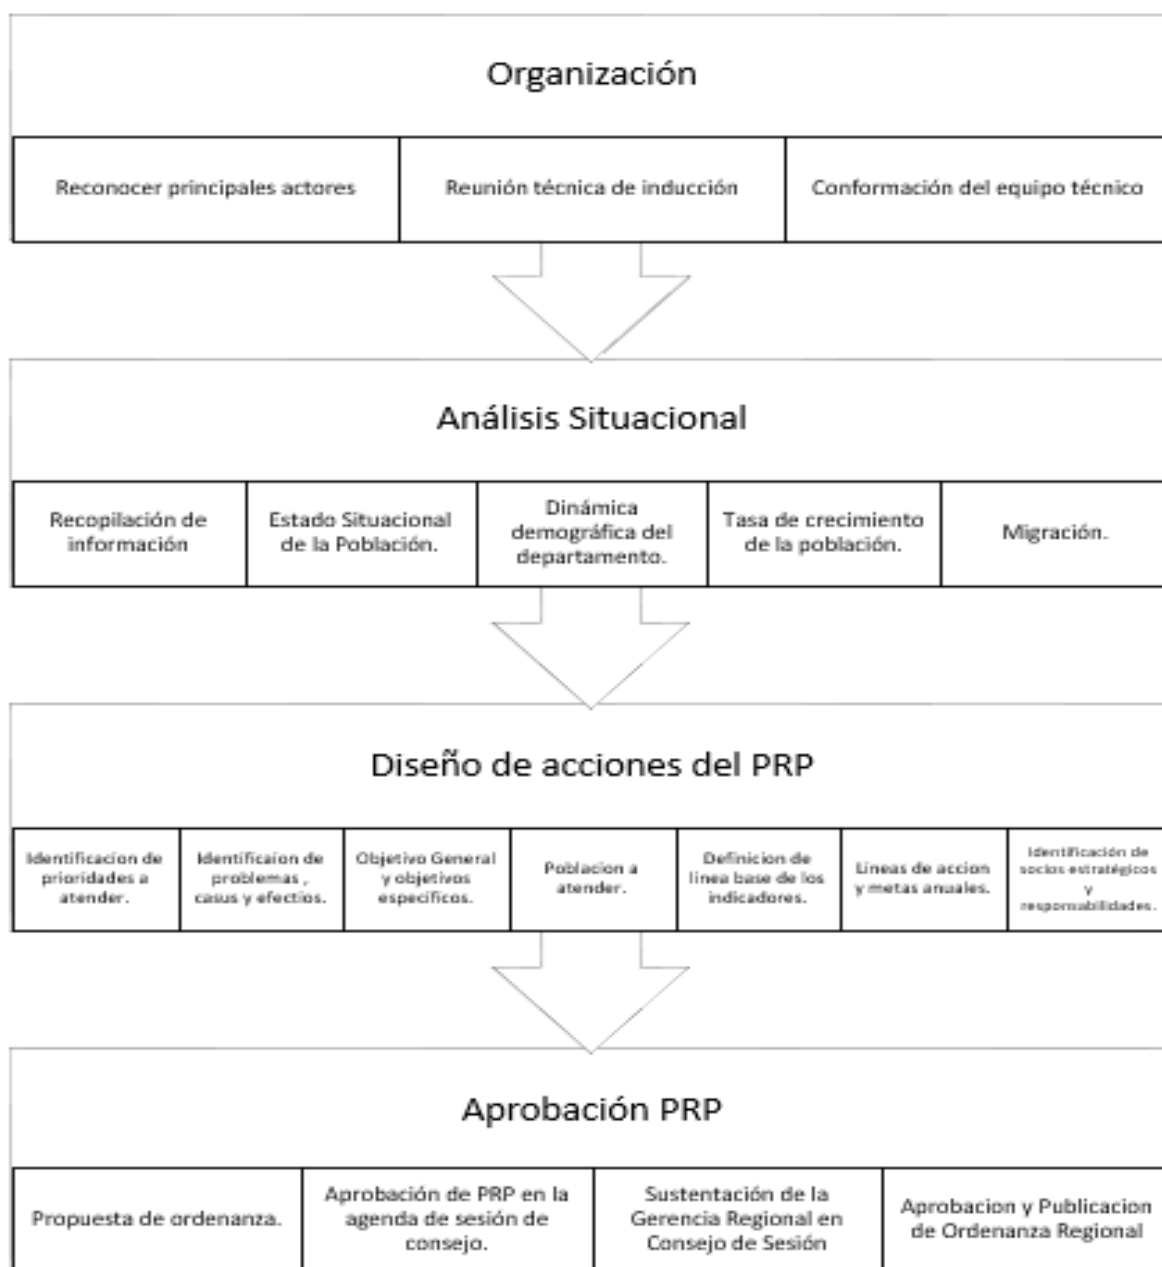 Organización
Reconocer principales actores
Reunión técnica de inducción
Conformación del equipo técnico
Análisis Situacional
Recopilación de
información
Estado Situacional
de la Población.
Dinámica
demográfica del
departamento.
Tasa de crecimiento
de la población.
Migración.
Diseño de acciones del PRP
Identificacion de
prioridades a
atender.
Identificaion de
problemas ,
casus y efectios.
Objetivo General
y objetivos
especificos.
Poblacion a
atender.
Definicion de
linea base de los
indicadores.
Lineas de accion
y metas anuales.
Identificación de
socios estratégicos
y
responsabilidades.
Aprobación PRP
Propuesta de ordenanza.
Aprobación de PRP en la
agenda de sesión de
consejo.
Sustentación de la
Gerencia Regional en
Consejo de Sesión
Aprobacion y Publicacion
de Ordenanza Regional